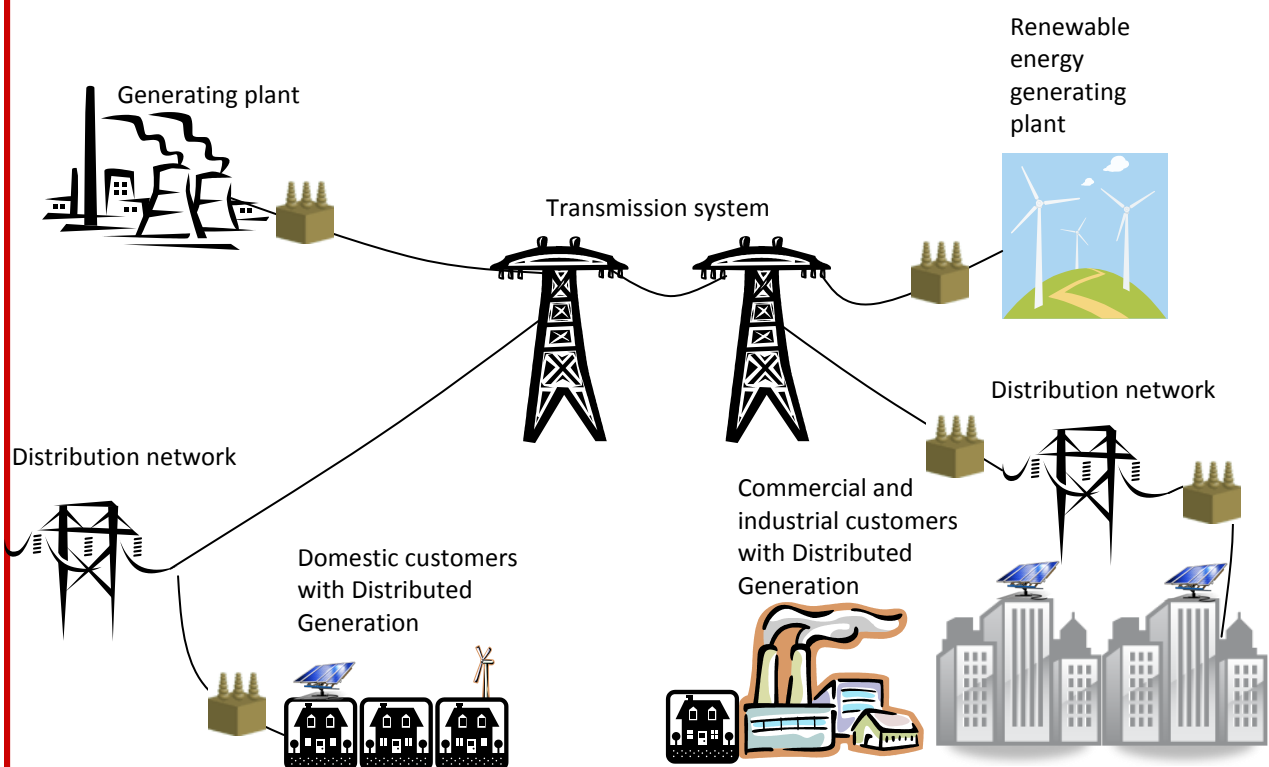 Renewable
energy
generating
plant
Generating plant
Transmission system
Distribution network
Distribution network
Commercial and
industrial customers
with Distributed
Generation
Domestic customers
with Distributed
Generation